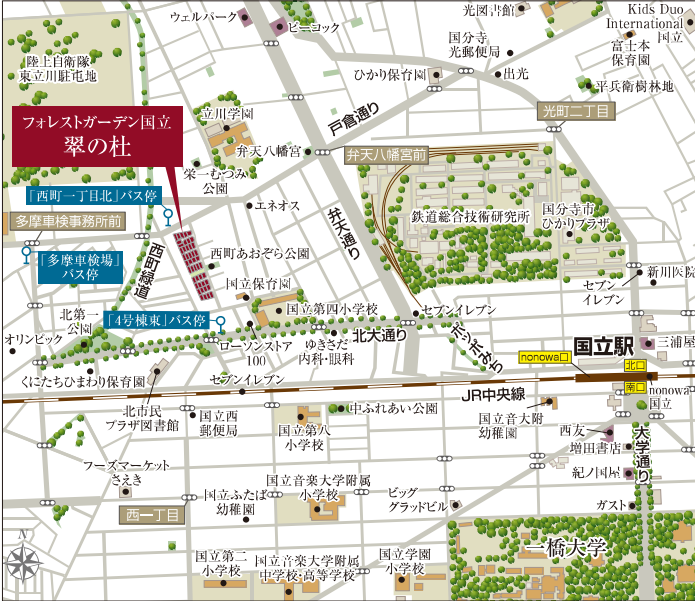 ウェルパーク
ピーコック
光図書館
Kids Duo
International
国立
陸上自衛隊
東立川駐屯地
国分寺
光郵便局
富士本
保育園
ひかり保育園
出光
平兵衛樹林地
フォレストガーデン国立
翠の杜
立川学園
戸倉通り
光町二丁目
弁天八幡宮
弁天八幡宮前
栄一むつみ
公園
「西町一丁目北」バス停
エネオス
多摩車検事務所前
弁天通り
鉄道総合技術研究所
国分寺市
ひかりプラザ
「多摩車検場」
バス停
西町緑道
西町あおぞら公園
国立保育園
セブン
イレブン
新川医院
北第一
公園
「4号棟東」バス停
国立第四小学校
セブンイレブン
オリンピック
北大通り
ポッポみち
国立駅
三浦屋
ローソンストア
100
ゆきさだ
内科・眼科
nonowa口
北口
くにたちひまわり保育園
セブンイレブン
JR中央線
南口
nonowa
国立
北市民
プラザ図書館
国立西
郵便局
中ふれあい公園
国立音大附
幼稚園
国立第八
小学校
西友
大学通り
増田書店
フーズマーケット
さえき
国立ふたば
幼稚園
国立音楽大学附属
小学校
ビッグ
グラッドビル
紀ノ国屋
西一丁目
ガスト
一橋大学
N
国立第二
小学校
国立音楽大学附属
中学校・高等学校
国立学園
小学校